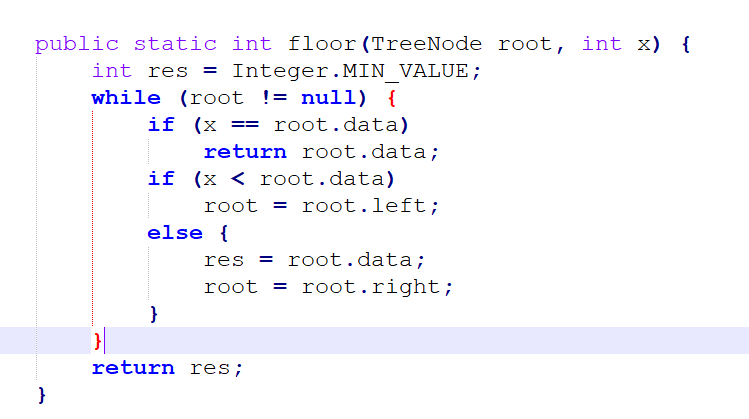 public static int floor(TreeNode root, int x) {
    int res = Integer.MIN_VALUE;
    while (root != null) {
        if (x == root.data)
            return root.data;
        if (x < root.data)
            root = root.left;
        else {
            res = root.data;
            root = root.right;
        }
    }
    return res;
}